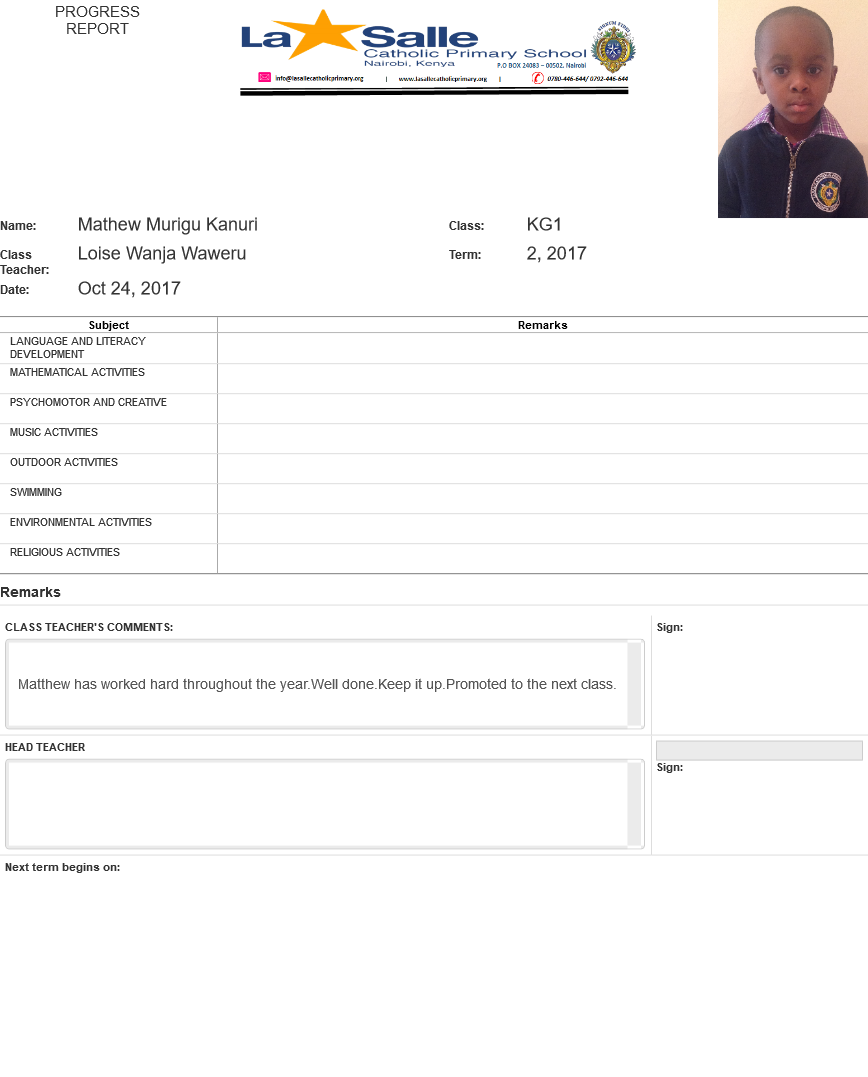 PROGRESS
REPORT
La Salle
Catholic Primary School
Nairobi, Kenya
P.O BOX 24083 – 00502, Nairobi
info@lasallecatholicprimary.org | www.lasallecatholicprimary.org | 0780-446-644/ 0792-446-644
Name: Mathew Murigu Kanuri Class: KG1
Class Teacher: Loise Wanja Waweru Term: 2, 2017
Date: Oct 24, 2017
Subject Remarks
LANGUAGE AND LITERACY
DEVELOPMENT
MATHEMATICAL ACTIVITIES
PSYCHOMOTOR AND CREATIVE
MUSIC ACTIVITIES
OUTDOOR ACTIVITIES
SWIMMING
ENVIRONMENTAL ACTIVITIES
RELIGIOUS ACTIVITIES
Remarks
CLASS TEACHER'S COMMENTS: Sign:
Matthew has worked hard throughout the year.Well done.Keep it up.Promoted to the next class.
HEAD TEACHER
Sign:
Next term begins on: